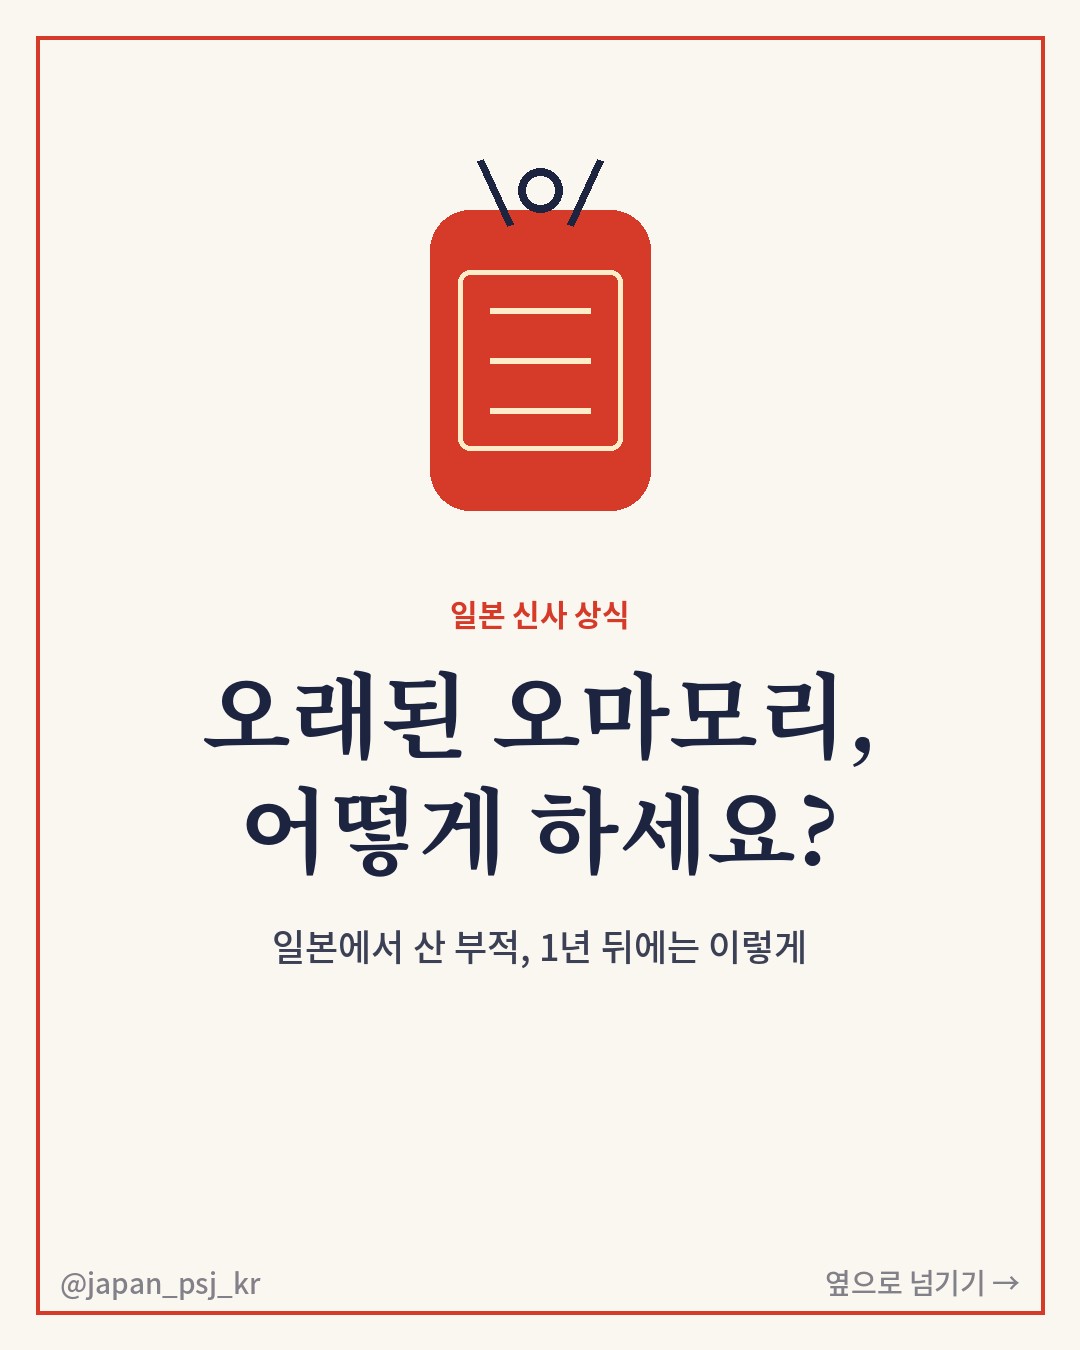 일본 신사 상식
오래된 오마모리,
어떻게 하세요?
일본에서 산 부적, 1년 뒤에는 이렇게
@japan_psj_kr
옆으로 넘기기 →